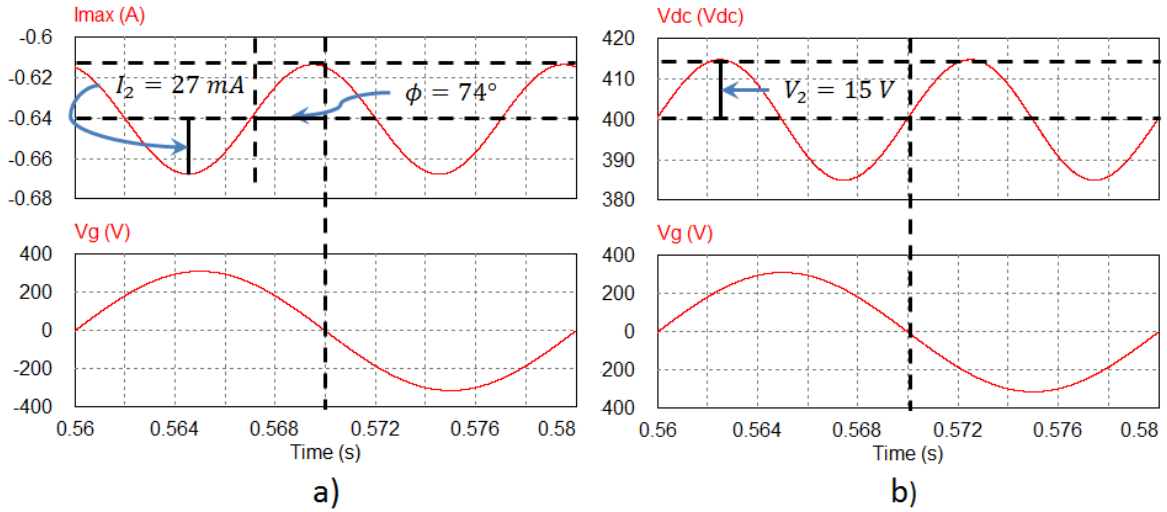 Imax (A)
-0.6
-0.62
-0.64
-0.66
-0.68
I₂ = 27 mA
ϕ = 74°
Vg (V)
400
200
0
-200
-400
0.56 0.564 0.568 0.572 0.576 0.58
Time (s)
a)
Vdc (Vdc)
420
410
400
390
380
V₂ = 15 V
Vg (V)
400
200
0
-200
400
0.56 0.564 0.568 0.572 0.576 0.58
Time (s)
b)